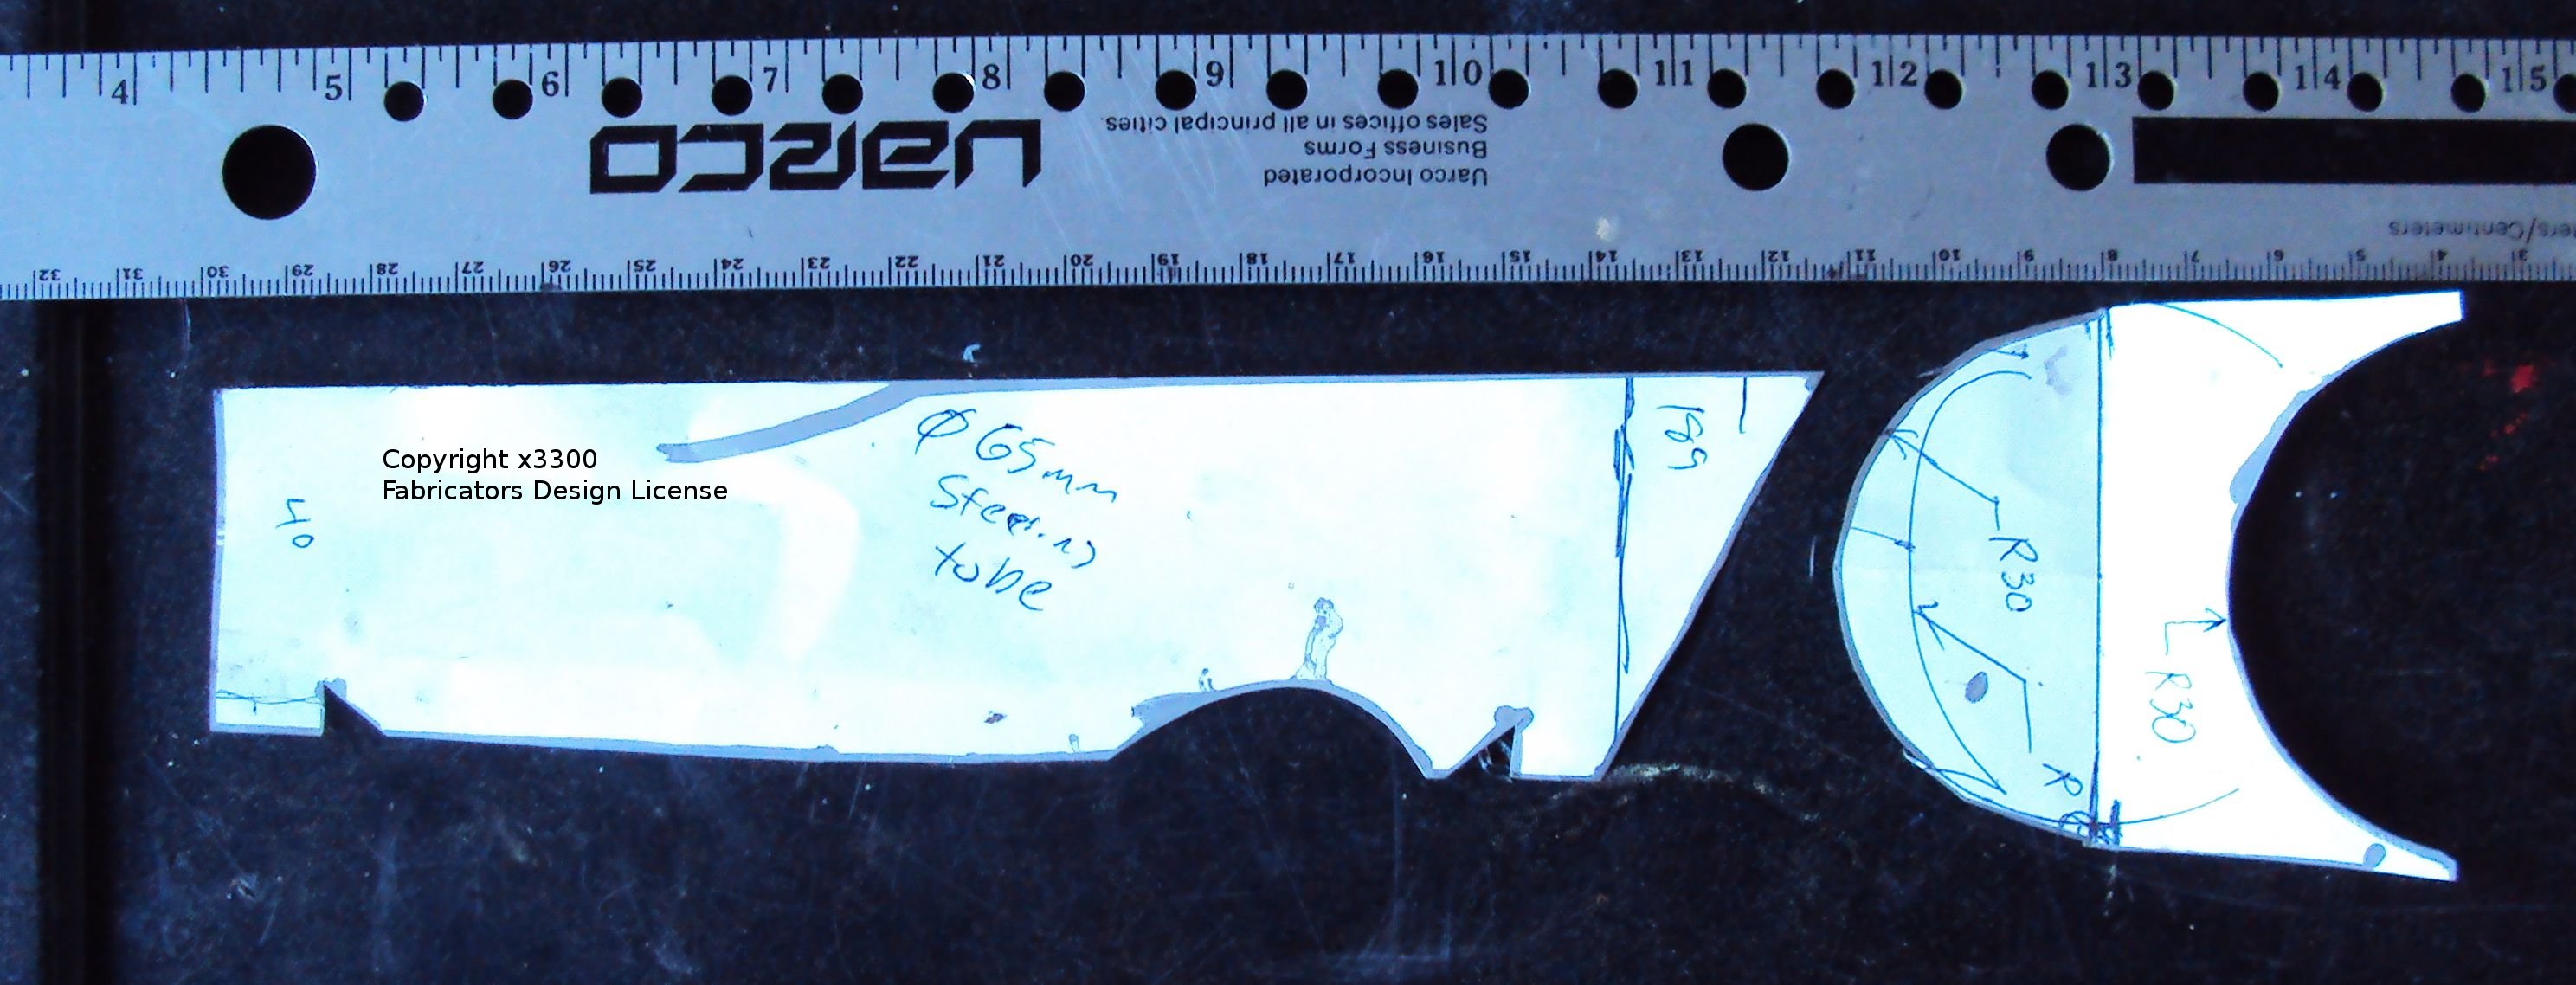 4 5 6 7 8 9 10 11 12 13 14 15
UARCO
Uarco Incorporated
Business Forms
Sales offices in all principal cities.
ers/Centimeters
32 31 30 29 28 27 26 25 24 23 22 21 20 19 18 17 16 15 14 13 12 11 10 9 8 7 6 5 4 3
Copyright x3300
Fabricators Design License
40
Ø 65mm
Steering
tube
R30
R30